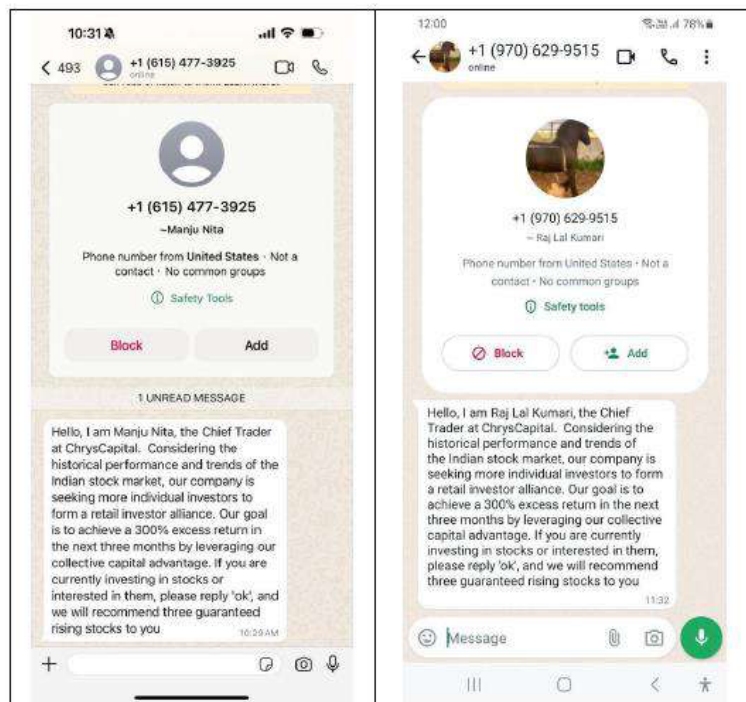 10:31
493
+1 (615) 477-3925
online
+1 (615) 477-3925
~Manju Nita
Phone number from United States · Not a
contact · No common groups
Safety Tools
Block
Add
1 UNREAD MESSAGE
Hello, I am Manju Nita, the Chief Trader
at ChrysCapital. Considering the
historical performance and trends of the
Indian stock market, our company is
seeking more individual investors to
form a retail investor alliance. Our goal
is to achieve a 300% excess return in
the next three months by leveraging our
collective capital advantage. If you are
currently investing in stocks or
interested in them, please reply 'ok', and
we will recommend three guaranteed
rising stocks to you
10:29 AM
12:00
78%
+1 (970) 629-9515
online
+1 (970) 629-9515
~ Raj Lal Kumari
Phone number from United States · Not a
contact · No common groups
Safety tools
Block
Add
Hello, I am Raj Lal Kumari, the Chief
Trader at ChrysCapital. Considering the
historical performance and trends of
the Indian stock market, our company is
seeking more individual investors to form
a retail investor alliance. Our goal is to
achieve a 300% excess return in the next
three months by leveraging our collective
capital advantage. If you are currently
investing in stocks or interested in them,
please reply 'ok', and we will recommend
three guaranteed rising stocks to you
11:32
Message